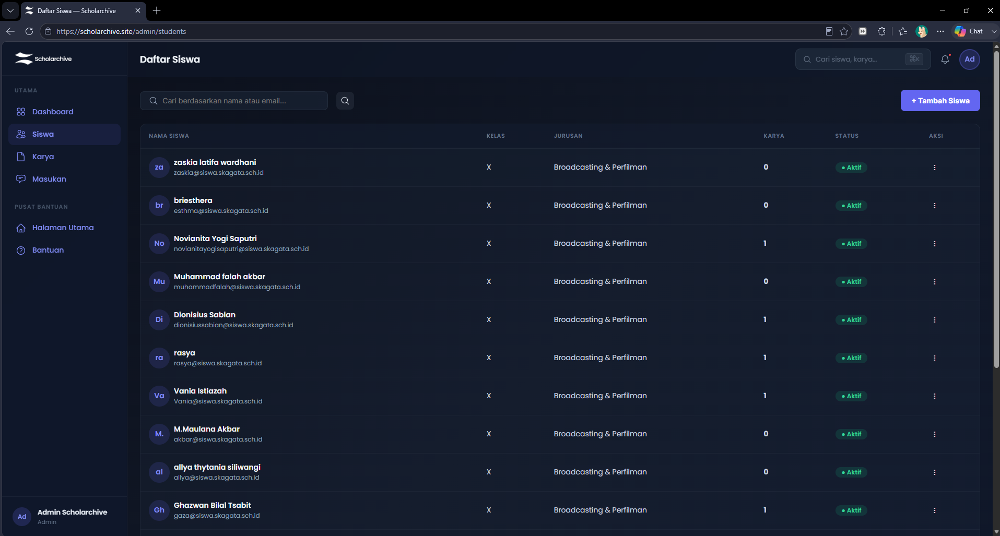 Daftar Siswa — Scholarchive
https://scholarchive.site/admin/students
Chat
Scholarchive
Daftar Siswa
Cari siswa, karya...
⌘K
Ad
UTAMA
Dashboard
Siswa
Karya
Masukan
PUSAT BANTUAN
Halaman Utama
Bantuan
Cari berdasarkan nama atau email...
+ Tambah Siswa
NAMA SISWA KELAS JURUSAN KARYA STATUS AKSI
za zaskia latifa wardhani X Broadcasting & Perfilman 0 Aktif
zaskia@siswa.skagata.sch.id
br briesthera X Broadcasting & Perfilman 0 Aktif
esthma@siswa.skagata.sch.id
No Novianita Yogi Saputri X Broadcasting & Perfilman 1 Aktif
novianitayogisaputri@siswa.skagata.sch.id
Mu Muhammad falah akbar X Broadcasting & Perfilman 0 Aktif
muhammadfalah@siswa.skagata.sch.id
Di Dionisius Sabian X Broadcasting & Perfilman 1 Aktif
dionisiussabian@siswa.skagata.sch.id
ra rasya X Broadcasting & Perfilman 1 Aktif
rasya@siswa.skagata.sch.id
Va Vania Istiazah X Broadcasting & Perfilman 1 Aktif
Vania@siswa.skagata.sch.id
M. M.Maulana Akbar X Broadcasting & Perfilman 0 Aktif
akbar@siswa.skagata.sch.id
al allya thytania siliwangi X Broadcasting & Perfilman 0 Aktif
allya@siswa.skagata.sch.id
Gh Ghazwan Bilal Tsabit X Broadcasting & Perfilman 1 Aktif
gaza@siswa.skagata.sch.id
Ad Admin Scholarchive
Admin